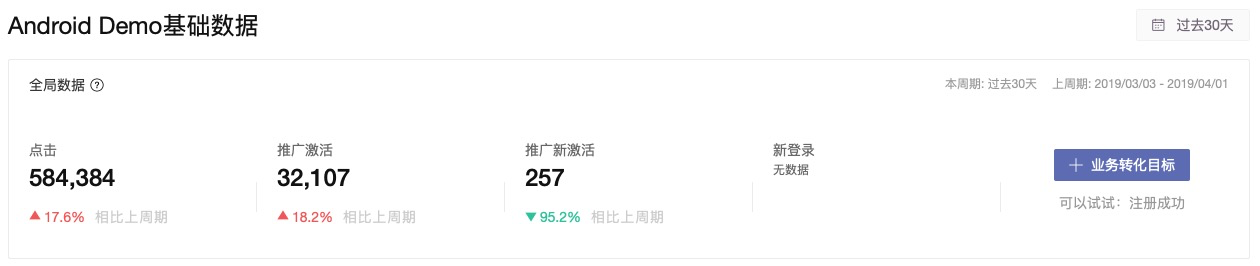 Android Demo基础数据
过去30天
全局数据 ?
本周期: 过去30天 上周期: 2019/03/03 - 2019/04/01
点击
584,384
17.6% 相比上周期
推广激活
32,107
18.2% 相比上周期
推广新激活
257
95.2% 相比上周期
新登录
无数据
业务转化目标
可以试试：注册成功